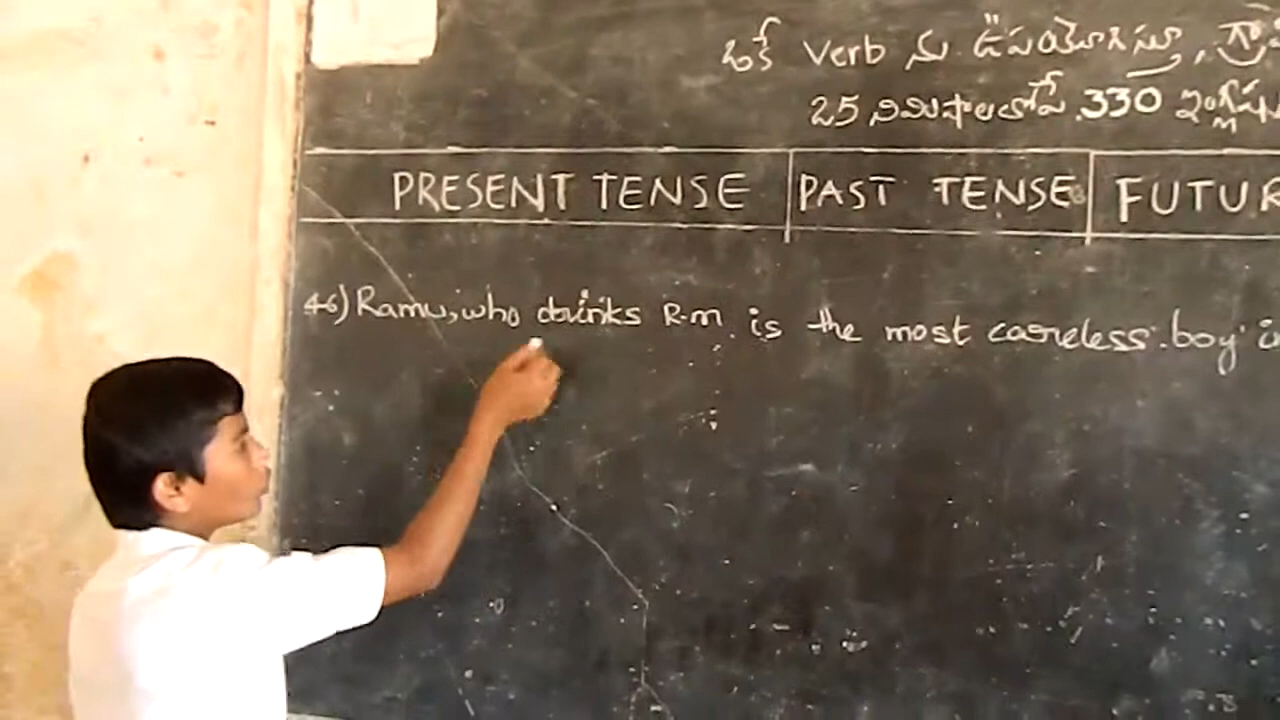 ఒకే verb ను ఉపయోగిస్తూ,
25 నిమిషాలలోనే 330
PRESENT TENSE PAST TENSE FUTUR
46) Ramu, who drinks R.m. is the most careless boy in